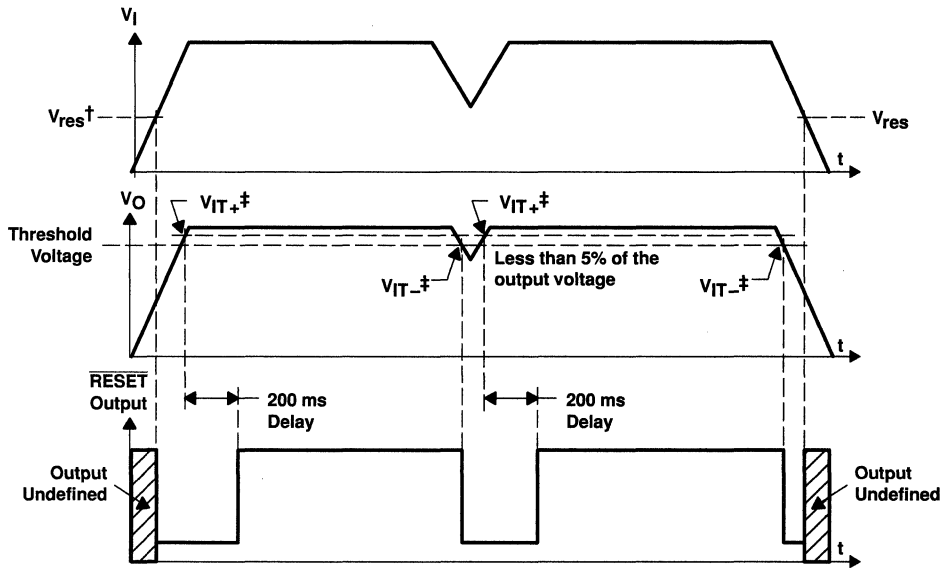 VI
Vres†
Vres
t
VO
VIT+‡
VIT+‡
Threshold
Voltage
Less than 5% of the
output voltage
VIT−‡
VIT−‡
t
RESET
Output
200 ms
Delay
200 ms
Delay
Output
Undefined
Output
Undefined
t